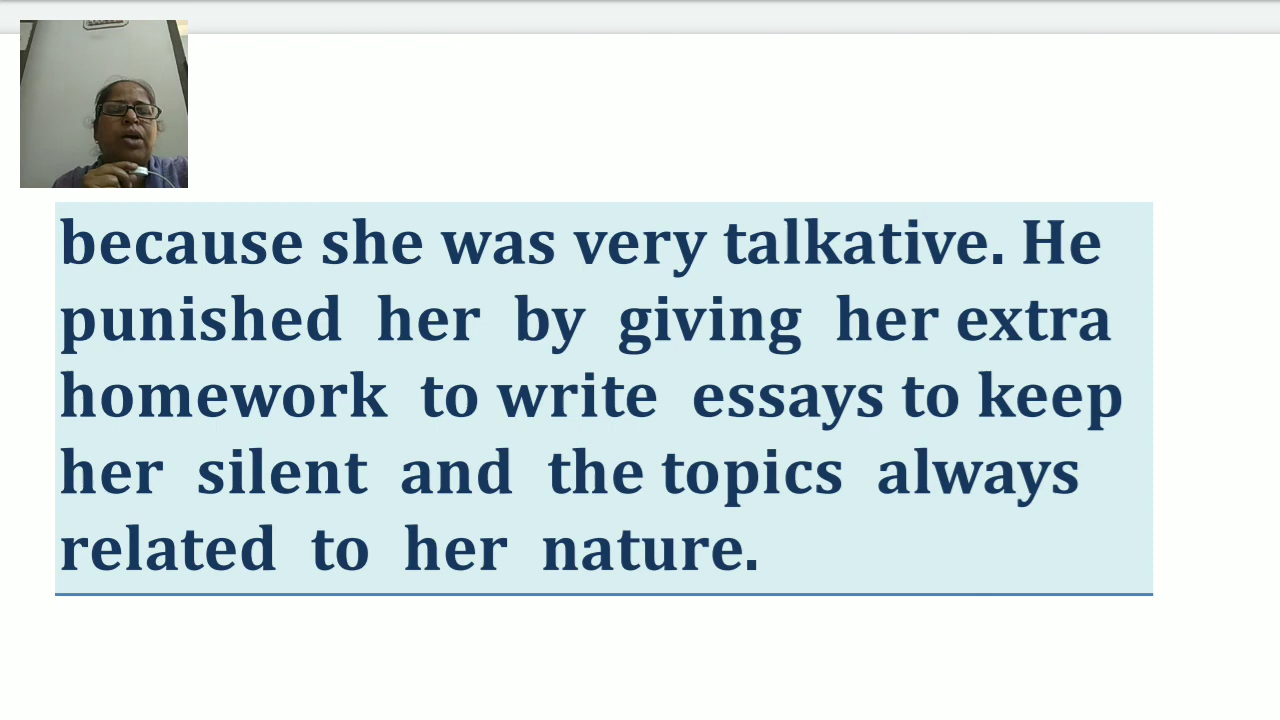 because she was very talkative. He
punished her by giving her extra
homework to write essays to keep
her silent and the topics always
related to her nature.